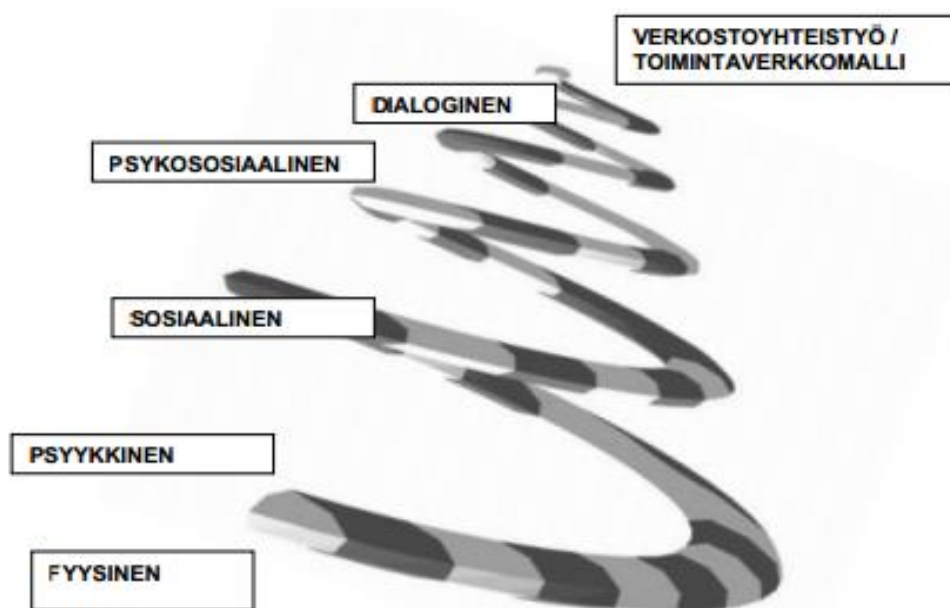 VERKOSTOYHTEISTYÖ /
TOIMINTAVERKKOMALLI
DIALOGINEN
PSYKOSOSIAALINEN
SOSIAALINEN
PSYYKKINEN
FYYSINEN